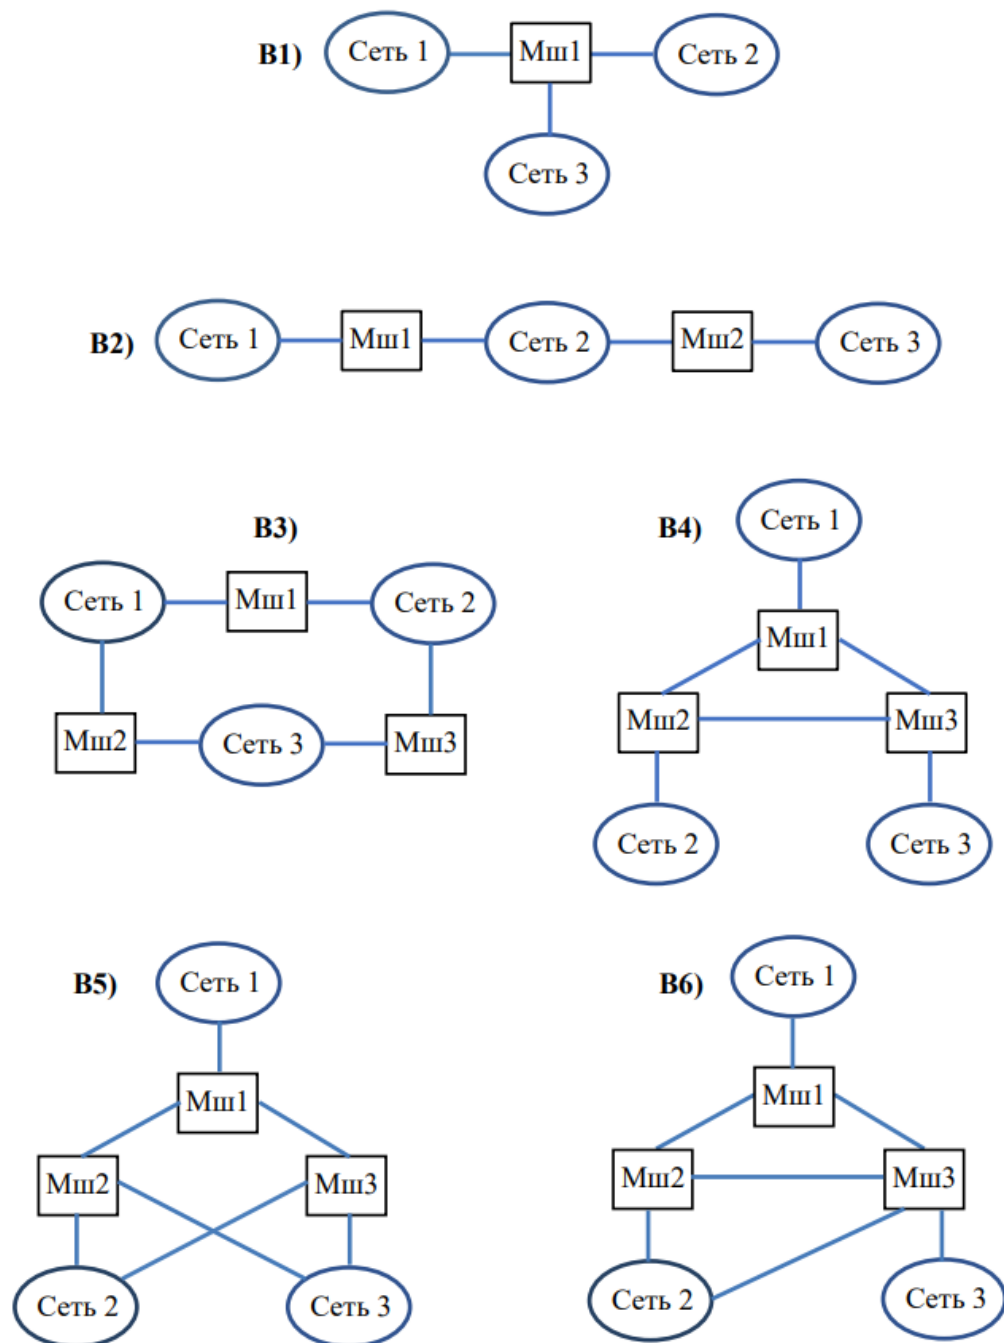 В1) Сеть 1 Мш1 Сеть 2
Сеть 3
В2) Сеть 1 Мш1 Сеть 2 Мш2 Сеть 3
В3)
Сеть 1 Мш1 Сеть 2
Мш2 Сеть 3 Мш3
В4) Сеть 1
Мш1
Мш2 Мш3
Сеть 2 Сеть 3
В5) Сеть 1
Мш1
Мш2 Мш3
Сеть 2 Сеть 3
В6) Сеть 1
Мш1
Мш2 Мш3
Сеть 2 Сеть 3